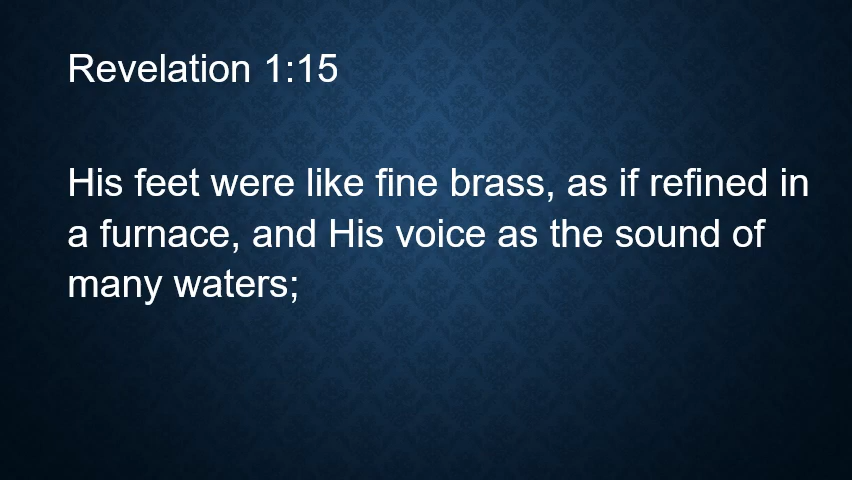 Revelation 1:15
His feet were like fine brass, as if refined in
a furnace, and His voice as the sound of
many waters;